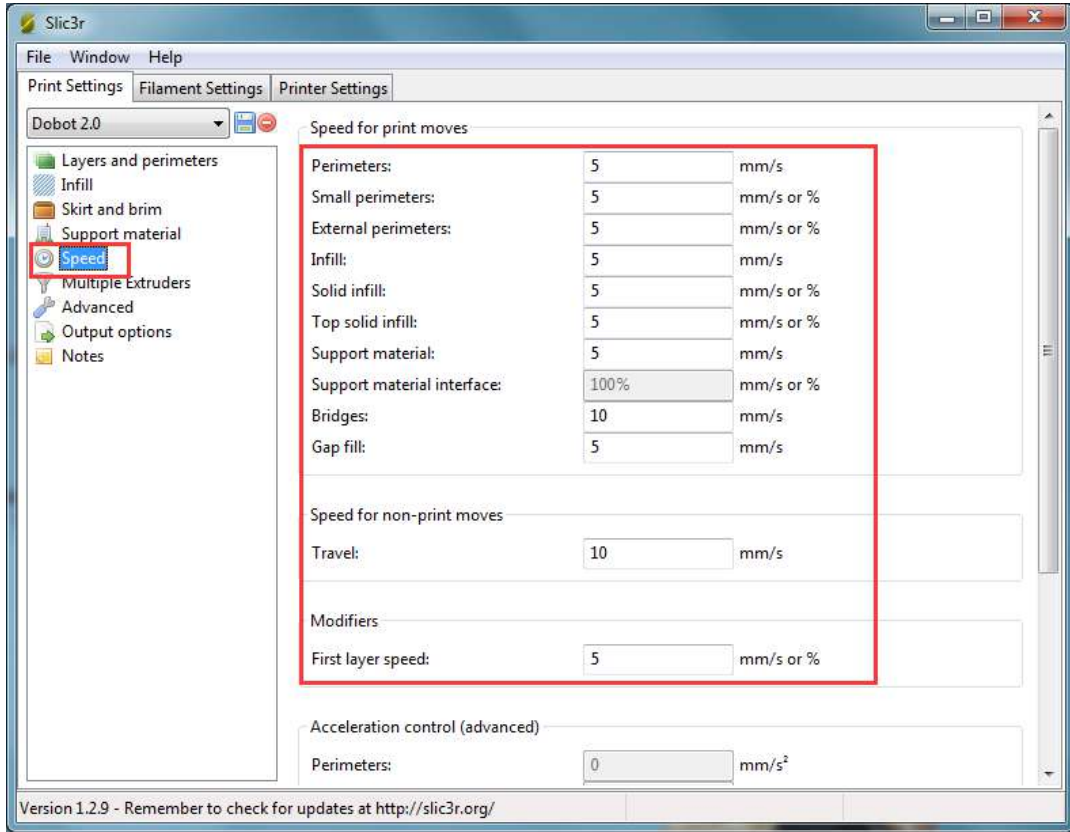 Slic3r
File Window Help
Print Settings Filament Settings Printer Settings
Dobot 2.0
Layers and perimeters
Infill
Skirt and brim
Support material
Speed
Multiple Extruders
Advanced
Output options
Notes
Speed for print moves
Perimeters: 5 mm/s
Small perimeters: 5 mm/s or %
External perimeters: 5 mm/s or %
Infill: 5 mm/s
Solid infill: 5 mm/s or %
Top solid infill: 5 mm/s or %
Support material: 5 mm/s
Support material interface: 100% mm/s or %
Bridges: 10 mm/s
Gap fill: 5 mm/s
Speed for non-print moves
Travel: 10 mm/s
Modifiers
First layer speed: 5 mm/s or %
Acceleration control (advanced)
Perimeters: 0 mm/s²
Version 1.2.9 - Remember to check for updates at http://slic3r.org/